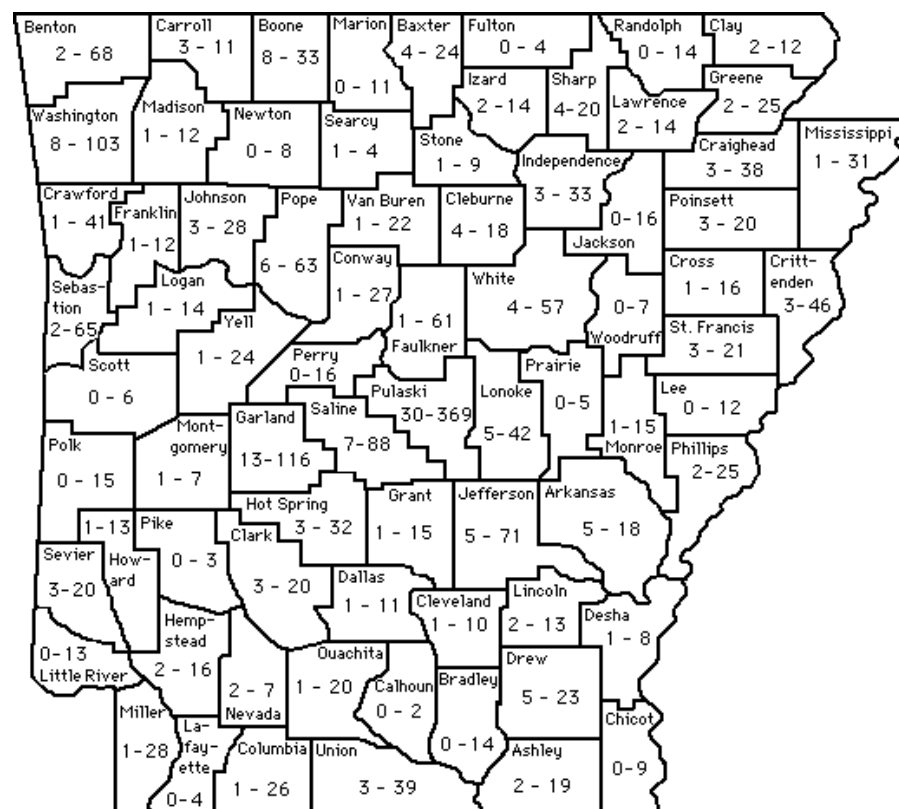 Benton
2 - 68
Carroll
3 - 11
Boone
8 - 33
Marion
0 - 11
Baxter
4 - 24
Fulton
0 - 4
Randolph
0 - 14
Clay
2 - 12
Izard
2 - 14
Sharp
4-20
Lawrence
2 - 14
Greene
2 - 25
Washington
8 - 103
Madison
1 - 12
Newton
0 - 8
Searcy
1 - 4
Stone
1 - 9
Independence
3 - 33
Craighead
3 - 38
Mississippi
1 - 31
Crawford
1 - 41
Franklin
1-12
Johnson
3 - 28
Pope
6 - 63
Van Buren
1 - 22
Cleburne
4 - 18
0-16
Jackson
Poinsett
3 - 20
Sebas-
tion
2-65
Logan
1 - 14
Yell
1 - 24
Conway
1 - 27
1 - 61
Faulkner
White
4 - 57
0-7
Woodruff
Cross
1 - 16
Critt-
enden
3-46
St. Francis
3 - 21
Scott
0 - 6
Perry
0-16
Pulaski
30-369
Lonoke
5-42
Prairie
0-5
Lee
0 - 12
Polk
0 - 15
Mont-
gomery
1 - 7
Garland
13-116
Saline
7-88
1-15
Monroe
Phillips
2-25
Hot Spring
3 - 32
Grant
1 - 15
Jefferson
5 - 71
Arkansas
5 - 18
1-13
How-
ard
Pike
0 - 3
Clark
3 - 20
Sevier
3-20
Dallas
1 - 11
Cleveland
1 - 10
Lincoln
2 - 13
Desha
1 - 8
0-13
Little River
Hemp-
stead
2 - 16
2 - 7
Nevada
Ouachita
1 - 20
Calhoun
0 - 2
Bradley
0 - 14
Drew
5 - 23
Chicot
0-9
Miller
1-28
La-
fay-
ette
0-4
Columbia
1 - 26
Union
3 - 39
Ashley
2 - 19